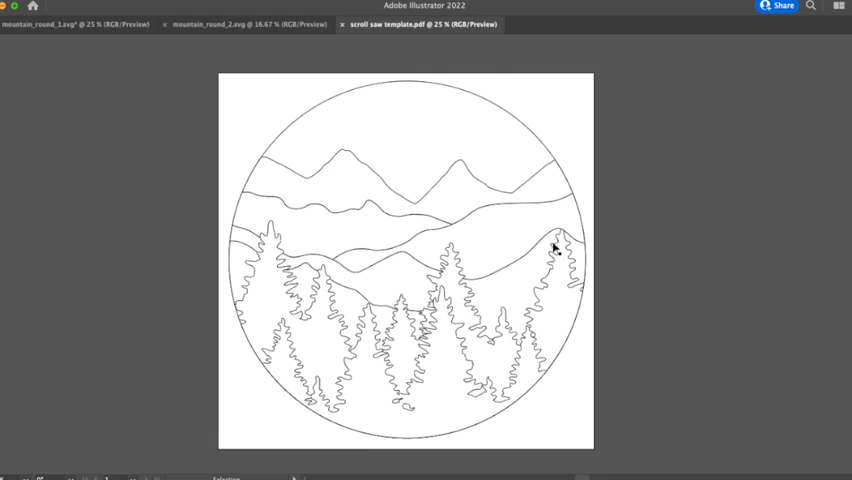 Adobe Illustrator 2022
Share
mountain_round_1.svg* @ 25 % (RGB/Preview)
mountain_round_2.svg @ 16.67 % (RGB/Preview)
scroll saw template.pdf @ 25 % (RGB/Preview)
Selection